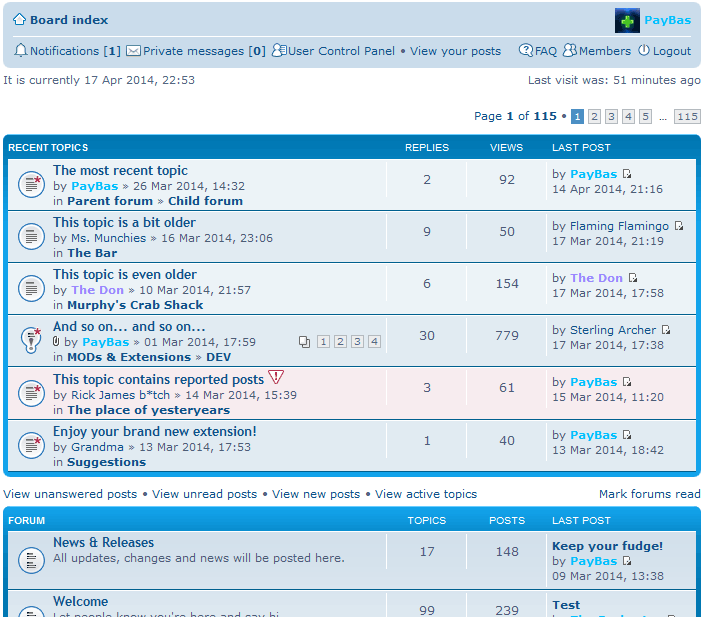 Board index PayBas
Notifications [1] Private messages [0] User Control Panel • View your posts FAQ Members Logout
It is currently 17 Apr 2014, 22:53 Last visit was: 51 minutes ago
Page 1 of 115 • 1 2 3 4 5 ... 115
RECENT TOPICS REPLIES VIEWS LAST POST
The most recent topic
by PayBas » 26 Mar 2014, 14:32
in Parent forum » Child forum
2 92
by PayBas
14 Apr 2014, 21:16
This topic is a bit older
by Ms. Munchies » 16 Mar 2014, 23:06
in The Bar
9 50
by Flaming Flamingo
17 Mar 2014, 21:19
This topic is even older
by The Don » 10 Mar 2014, 21:57
in Murphy's Crab Shack
6 154
by The Don
17 Mar 2014, 17:58
And so on... and so on...
by PayBas » 01 Mar 2014, 17:59 1 2 3 4
in MODs & Extensions » DEV
30 779
by Sterling Archer
17 Mar 2014, 17:38
This topic contains reported posts
by Rick James b*tch » 14 Mar 2014, 15:39
in The place of yesteryears
3 61
by PayBas
15 Mar 2014, 11:20
Enjoy your brand new extension!
by Grandma » 13 Mar 2014, 17:53
in Suggestions
1 40
by PayBas
13 Mar 2014, 18:42
View unanswered posts • View unread posts • View new posts • View active topics Mark forums read
FORUM TOPICS POSTS LAST POST
News & Releases
All updates, changes and news will be posted here.
17 148
Keep your fudge!
by PayBas
09 Mar 2014, 13:38
Welcome
Let people know you're here and say hi
99 239
Test